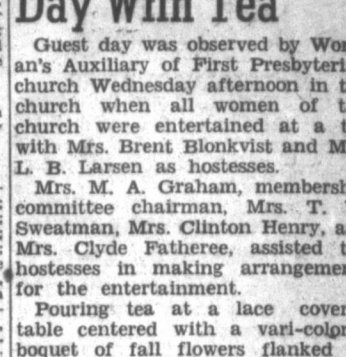 Day With Tea
Guest day was observed by Wom
an's Auxiliary of First Presbyteri
church Wednesday afternoon in t
church when all women of t
church were entertained at a t
with Mrs. Brent Blonkvist and M
L. B. Larsen as hostesses.
Mrs. M. A. Graham, membersh
committee chairman, Mrs. T.
Sweatman, Mrs. Clinton Henry, a
Mrs. Clyde Fatheree, assisted t
hostesses in making arrangemen
for the entertainment.
Pouring tea at a lace cover
table centered with a vari-color
boquet of fall flowers flanked